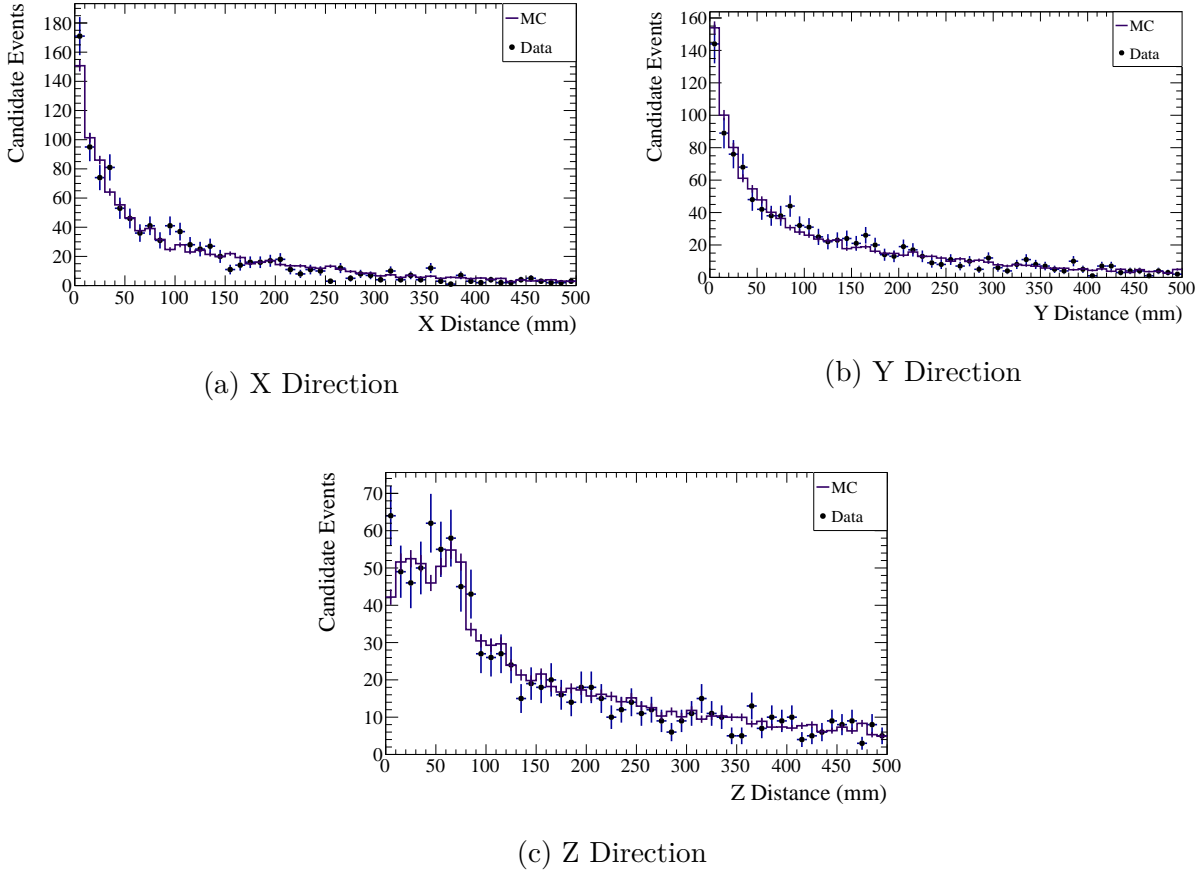 Candidate Events
180
160
140
120
100
80
60
40
20
0
0 50 100 150 200 250 300 350 400 450 500
X Distance (mm)
MC
Data
(a) X Direction
Candidate Events
160
140
120
100
80
60
40
20
0
0 50 100 150 200 250 300 350 400 450 500
Y Distance (mm)
MC
Data
(b) Y Direction
Candidate Events
70
60
50
40
30
20
10
0
0 50 100 150 200 250 300 350 400 450 500
Z Distance (mm)
MC
Data
(c) Z Direction